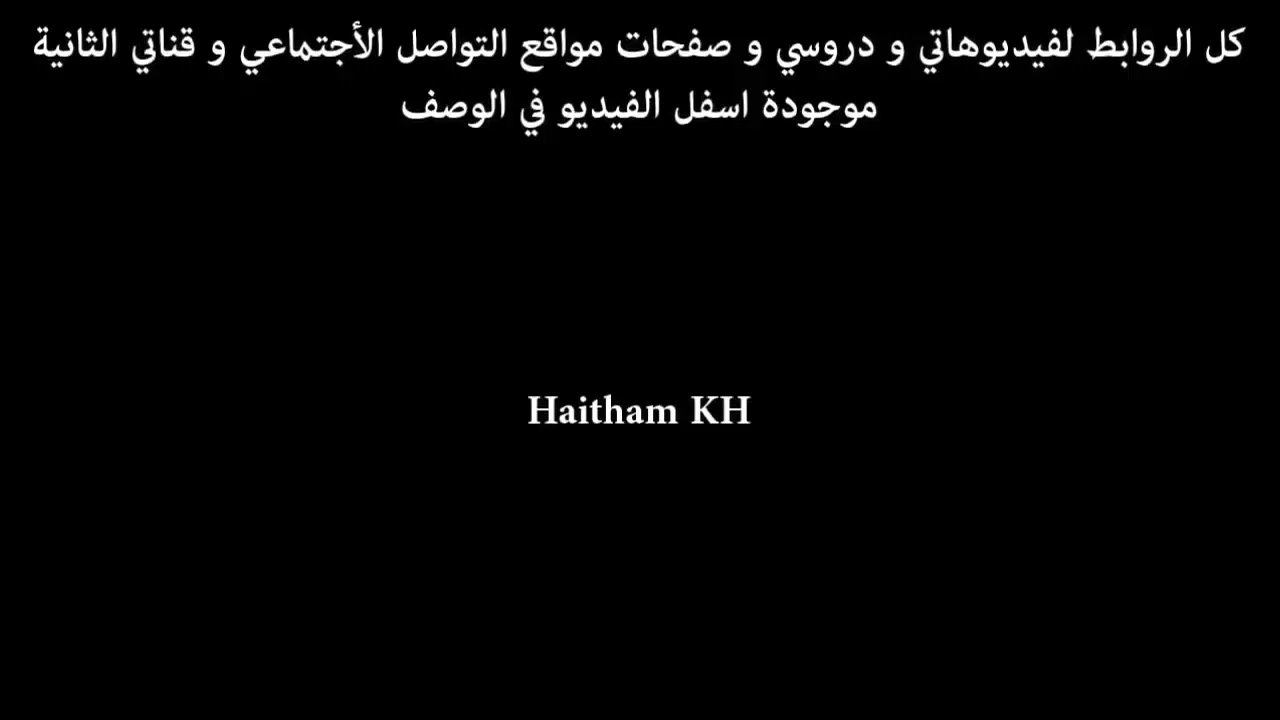 كل الروابط لفيديوهاتي و دروسي و صفحات مواقع التواصل الأجتماعي و قناتي الثانية
موجودة اسفل الفيديو في الوصف
Haitham KH